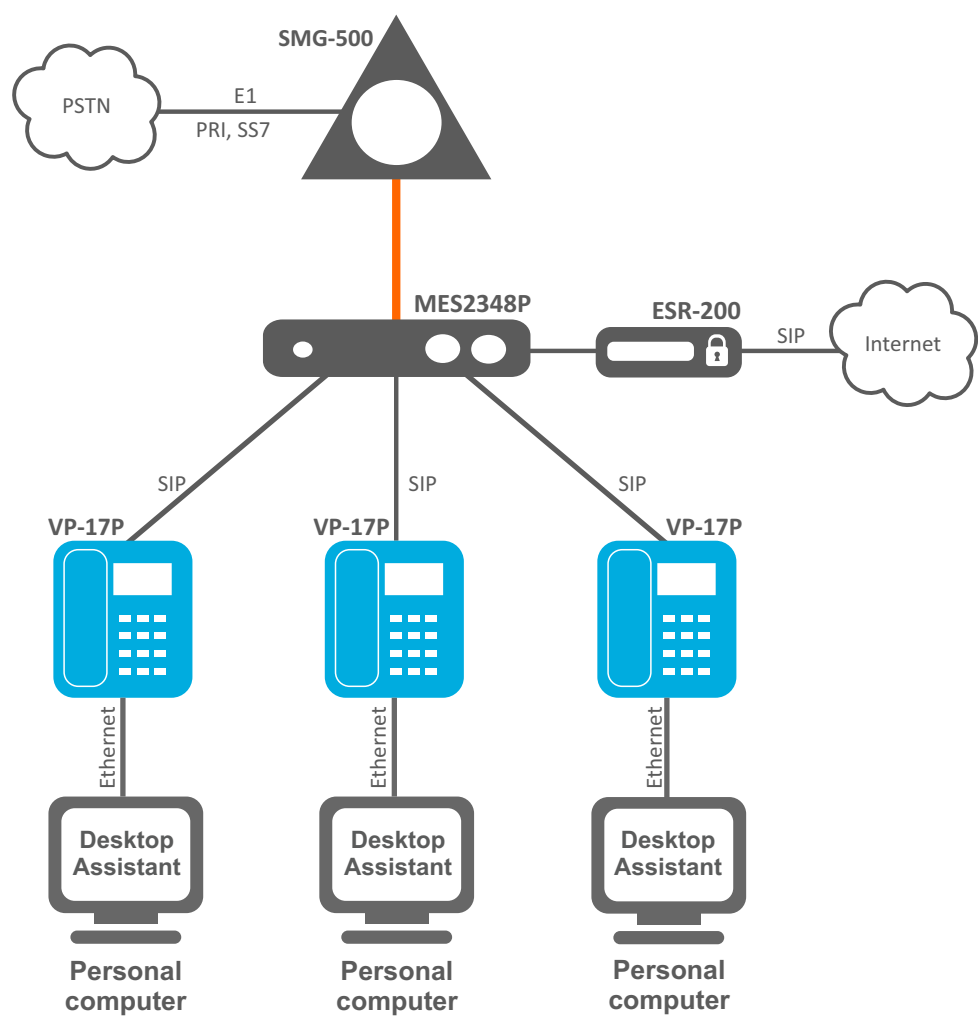 SMG-500
PSTN
E1
PRI, SS7
MES2348P
ESR-200
SIP
Internet
SIP
SIP
SIP
VP-17P
VP-17P
VP-17P
Ethernet
Ethernet
Ethernet
Desktop
Assistant
Desktop
Assistant
Desktop
Assistant
Personal
computer
Personal
computer
Personal
computer